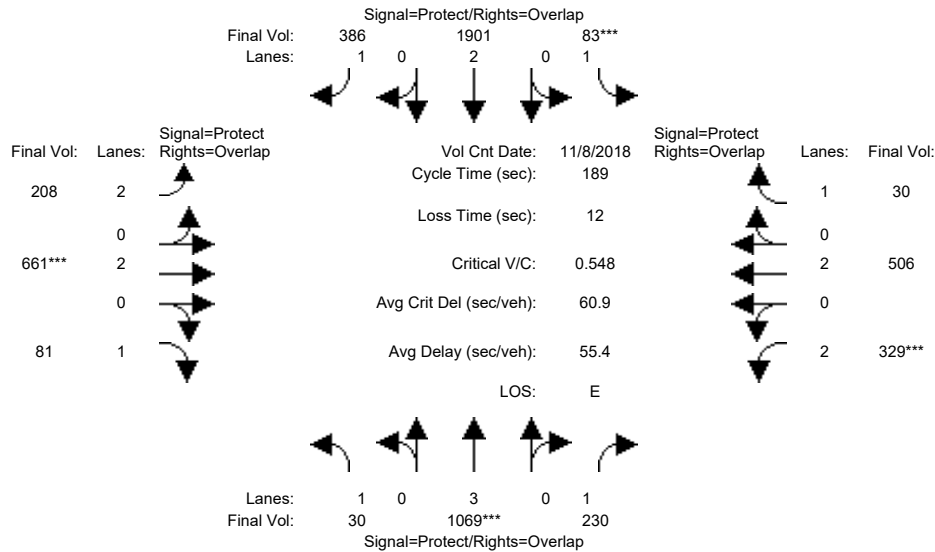 Signal=Protect/Rights=Overlap
Final Vol: 386 1901 83***
Lanes: 1 0 2 0 1
Signal=Protect
Rights=Overlap
Final Vol: Lanes:
208 2
0
661*** 2
0
81 1
Vol Cnt Date: 11/8/2018
Cycle Time (sec): 189
Loss Time (sec): 12
Critical V/C: 0.548
Avg Crit Del (sec/veh): 60.9
Avg Delay (sec/veh): 55.4
LOS: E
Signal=Protect
Rights=Overlap
Lanes: Final Vol:
1 30
0
2 506
0
2 329***
Lanes: 1 0 3 0 1
Final Vol: 30 1069*** 230
Signal=Protect/Rights=Overlap